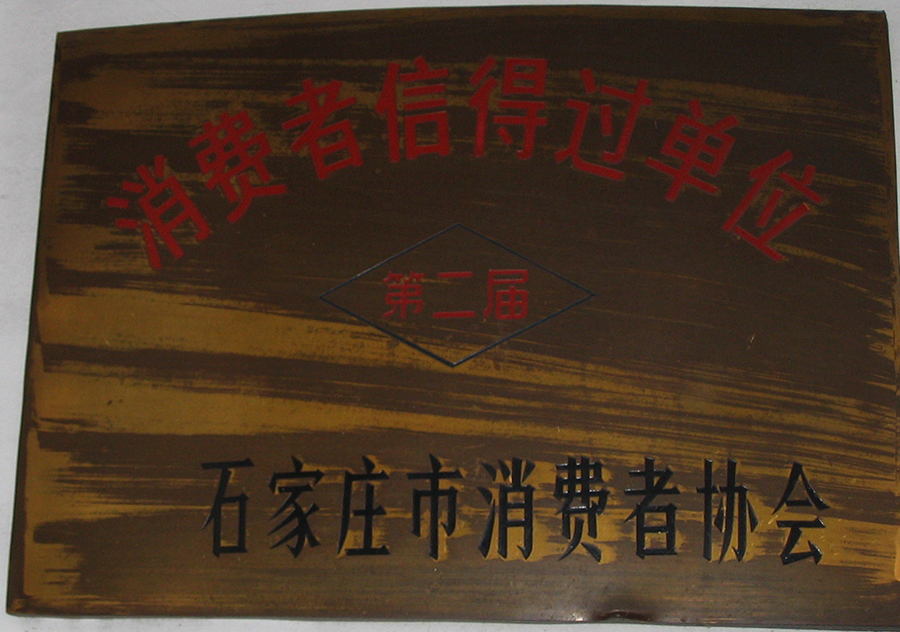 消费者信得过单位
第二届
石家庄市消费者协会